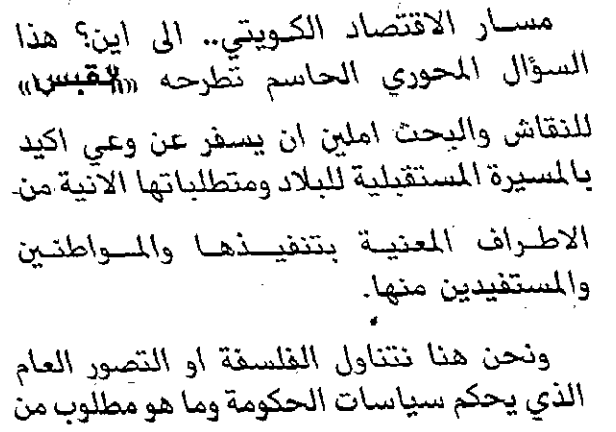 مسار الاقتصاد الكويتي.. الى اين؟ هذا
السؤال المحوري الحاسم تطرحه «القبس»
للنقاش والبحث املين ان يسفر عن وعي اكيد
بالمسيرة المستقبلية للبلاد ومتطلباتها الانية من
الاطراف المعنية بتنفيذها والمواطنين
والمستفيدين منها.
ونحن هنا نتناول الفلسفة او التصور العام
الذي يحكم سياسات الحكومة وما هو مطلوب من